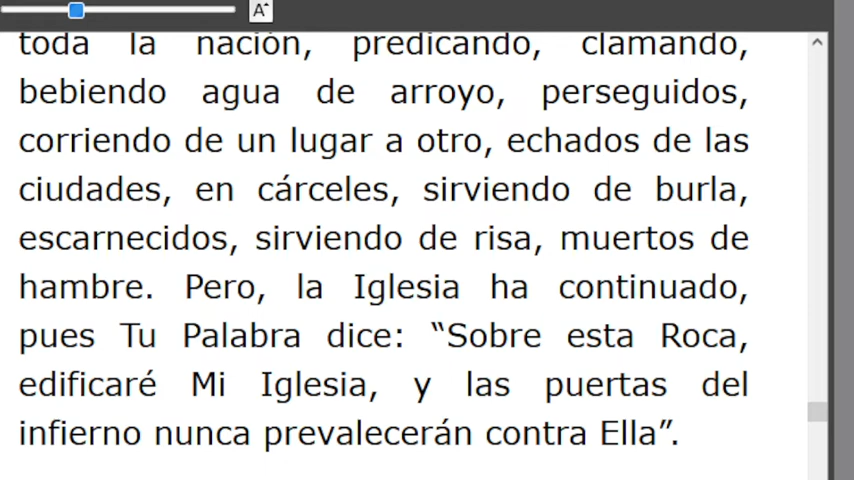 A
toda la nación, predicando, clamando,
bebiendo agua de arroyo, perseguidos,
corriendo de un lugar a otro, echados de las
ciudades, en cárceles, sirviendo de burla,
escarnecidos, sirviendo de risa, muertos de
hambre. Pero, la Iglesia ha continuado,
pues Tu Palabra dice: “Sobre esta Roca,
edificaré Mi Iglesia, y las puertas del
infierno nunca prevalecerán contra Ella”.